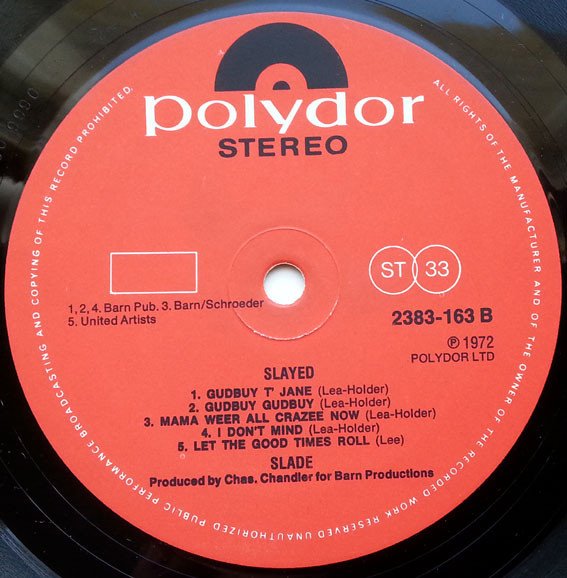 polydor
STEREO
ALL RIGHTS OF THE MANUFACTURER AND OF THE OWNER OF THE RECORDED WORK RESERVED UNAUTHORIZED PUBLIC PERFORMANCE BROADCASTING AND COPYING OF THIS RECORD PROHIBITED.
ST 33
1,2,4. Barn Pub. 3. Barn/Schroeder
5. United Artists
2383-163 B
Ⓟ 1972
POLYDOR LTD
SLAYED
1. GUDBUY T' JANE (Lea-Holder)
2. GUDBUY GUDBUY (Lea-Holder)
3. MAMA WEER ALL CRAZEE NOW (Lea-Holder)
4. I DON'T MIND (Lea-Holder)
5. LET THE GOOD TIMES ROLL (Lee)
SLADE
Produced by Chas. Chandler for Barn Productions